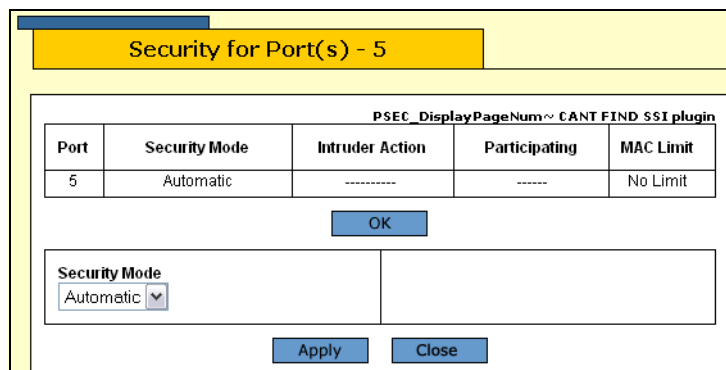 Security for Port(s) - 5
PSEC_DisplayPageNum~ CANT FIND SSI plugin
Port Security Mode Intruder Action Participating MAC Limit
5 Automatic ---------- ------ No Limit
OK
Security Mode
Automatic
Apply Close